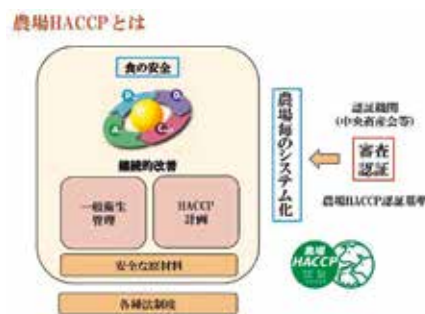 農場HACCPとは
食の安全
P
D
A
C
継続的改善
一般衛生
管理
HACCP
計画
安全な原材料
各種法制度
農場毎のシステム化
認証機関
(中央畜産会等)
審査
認証
農場HACCP認証基準
農場
HACCP
認証